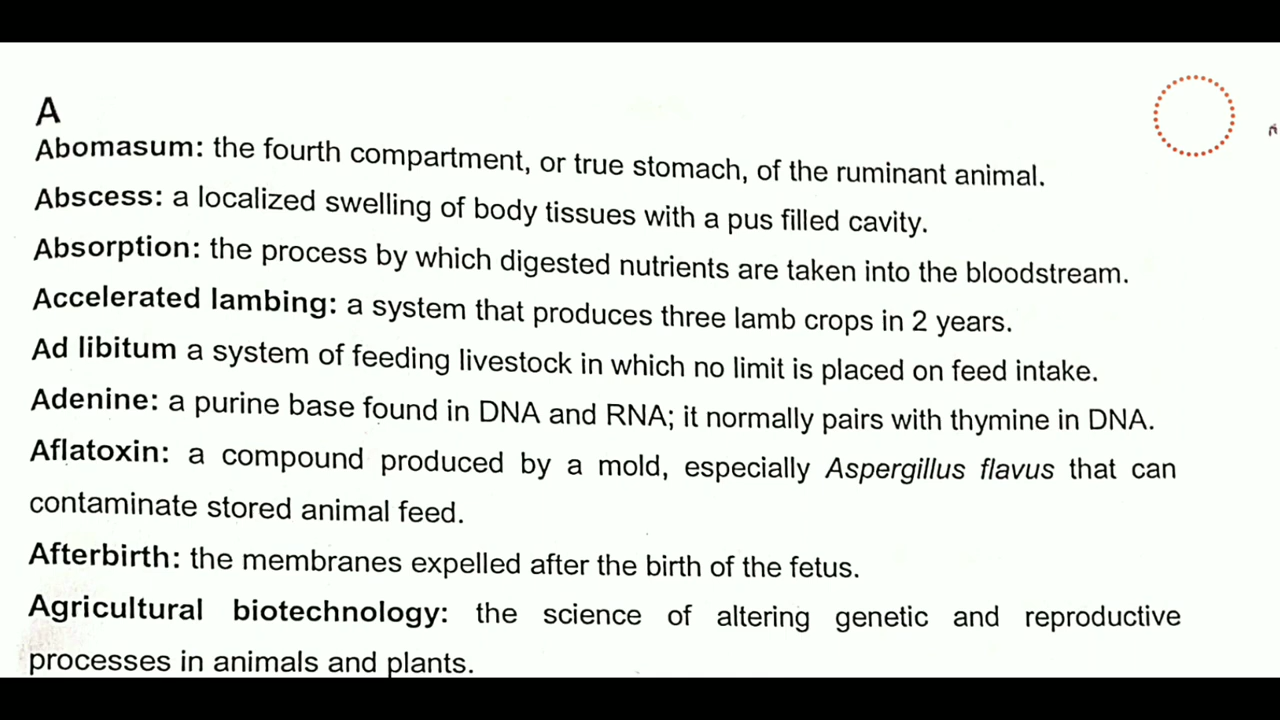 A
Abomasum: the fourth compartment, or true stomach, of the ruminant animal.
Abscess: a localized swelling of body tissues with a pus filled cavity.
Absorption: the process by which digested nutrients are taken into the bloodstream.
Accelerated lambing: a system that produces three lamb crops in 2 years.
Ad libitum a system of feeding livestock in which no limit is placed on feed intake.
Adenine: a purine base found in DNA and RNA; it normally pairs with thymine in DNA.
Aflatoxin: a compound produced by a mold, especially Aspergillus flavus that can
contaminate stored animal feed.
Afterbirth: the membranes expelled after the birth of the fetus.
Agricultural biotechnology: the science of altering genetic and reproductive
processes in animals and plants.